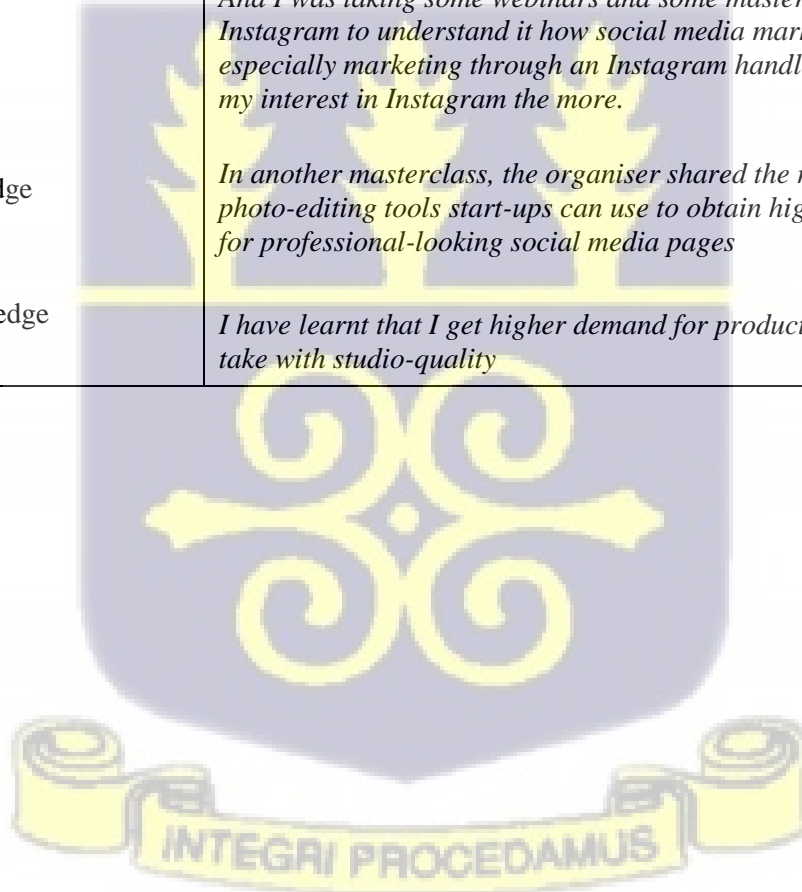 And I was taking some webinars and some master
Instagram to understand it how social media mar
especially marketing through an Instagram handl
my interest in Instagram the more.
dge
In another masterclass, the organiser shared the
photo-editing tools start-ups can use to obtain hig
for professional-looking social media pages
edge
I have learnt that I get higher demand for product
take with studio-quality
INTEGRI PROCEDAMUS